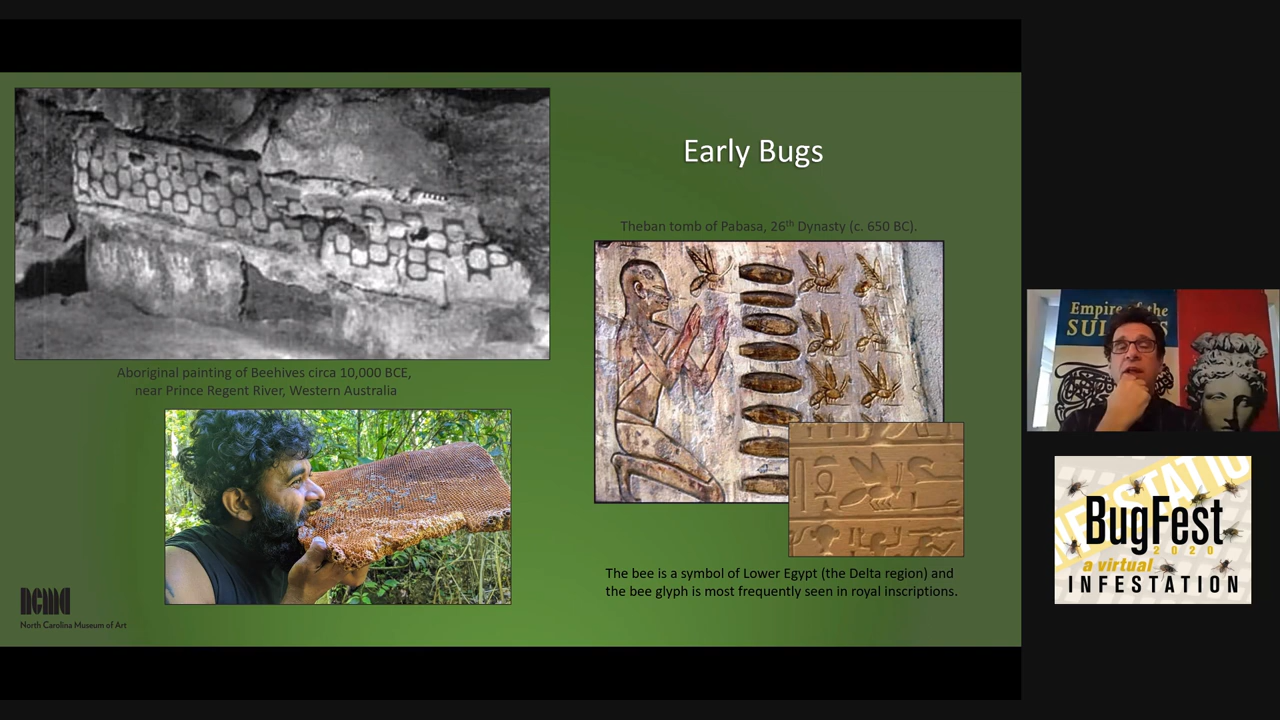 Early Bugs
Theban tomb of Pabasa, 26th Dynasty (c. 650 BC).
Aboriginal painting of Beehives circa 10,000 BCE,
near Prince Regent River, Western Australia
The bee is a symbol of Lower Egypt (the Delta region) and
the bee glyph is most frequently seen in royal inscriptions.
ncma
North Carolina Museum of Art
Empire of the
BugFest
2020
a virtual
INFESTATION